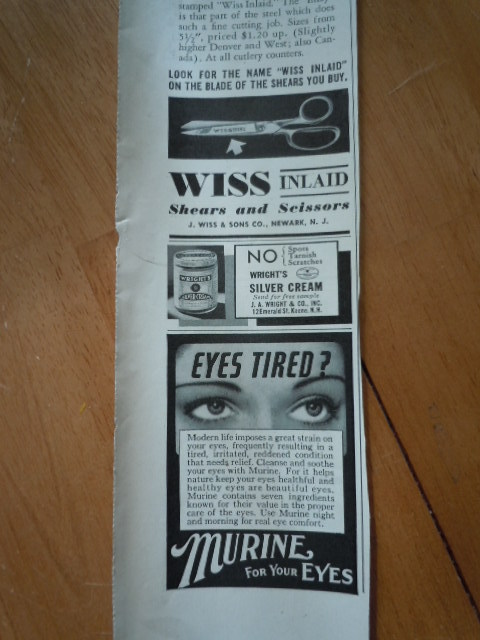 stamped "Wiss Inlaid." The
is that part of the steel which does
such a fine cutting job. Sizes from
5½", priced $1.20 up. (Slightly
higher Denver and West; also Can-
ada). At all cutlery counters.
LOOK FOR THE NAME "WISS INLAID"
ON THE BLADE OF THE SHEARS YOU BUY.
WISS INLAID
Shears and Scissors
J. WISS & SONS CO., NEWARK, N. J.
WRIGHT'S
SILVER CREAM
NO Spots
Tarnish
Scratches
WRIGHT'S
SILVER CREAM
Send for free sample
J. A. WRIGHT & CO., INC.
12 Emerald St. Keene, N.H.
EYES TIRED?
Modern life imposes a great strain on
your eyes, frequently resulting in a
tired, irritated, reddened condition
that needs relief. Cleanse and soothe
your eyes with Murine. For it helps
nature keep your eyes healthful and
healthy eyes are beautiful eyes.
Murine contains seven ingredients
known for their value in the proper
care of the eyes. Use Murine night
and morning for real eye comfort.
MURINE
FOR YOUR EYES